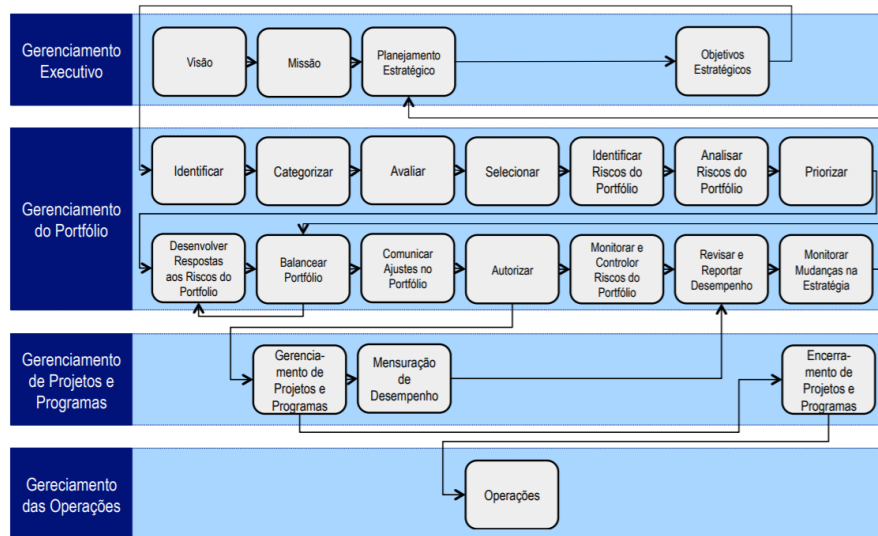 Gerenciamento
Executivo
Visão
Missão
Planejamento
Estratégico
Objetivos
Estratégicos
Gerenciamento
do Portfólio
Identificar
Categorizar
Avaliar
Selecionar
Identificar
Riscos do
Portfólio
Analisar
Riscos do
Portfólio
Priorizar
Desenvolver
Respostas
aos Riscos do
Portfolio
Balancear
Portfólio
Comunicar
Ajustes no
Portfólio
Autorizar
Monitorar e
Controlor
Riscos do
Portfólio
Revisar e
Reportar
Desempenho
Monitorar
Mudanças na
Estratégia
Gerenciamento
de Projetos e
Programas
Gerencia-
mento de
Projetos e
Programas
Mensuração
de
Desempenho
Encerra-
mento de
Projetos e
Programas
Gereciamento
das Operações
Operações